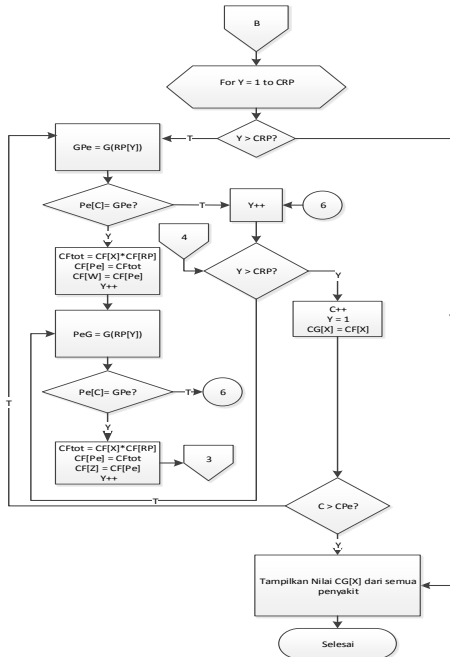 B
For Y = 1 to CRP
Y > CRP?
T
GPe = G(RP[Y])
Pe[C]= GPe?
T
Y++
6
Y
4
CFtot = CF[X]*CF[RP]
CF[Pe] = CFtot
CF[W] = CF[Pe]
Y++
Y > CRP?
Y
C++
Y = 1
CG[X] = CF[X]
PeG = G(RP[Y])
Pe[C]= GPe?
T
6
T
Y
CFtot = CF[X]*CF[RP]
CF[Pe] = CFtot
CF[Z] = CF[Pe]
Y++
3
T
C > CPe?
Y
Tampilkan Nilai CG[X] dari semua
penyakit
Selesai